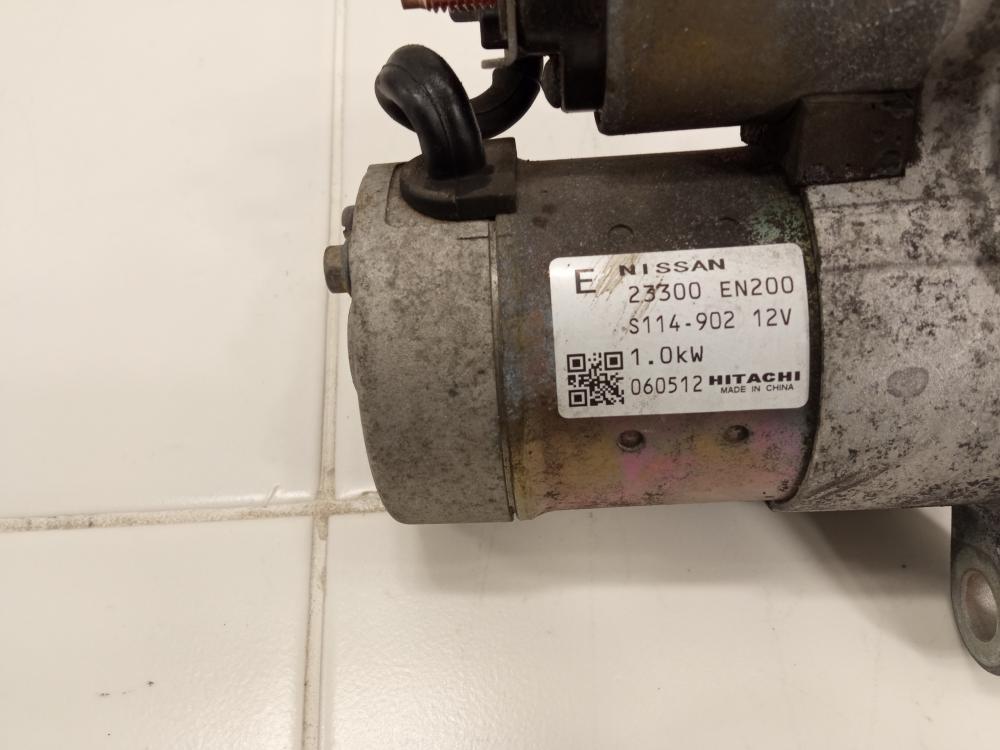 E NISSAN
23300 EN200
S114-902 12V
1.0kW
060512 HITACHI
MADE IN CHINA